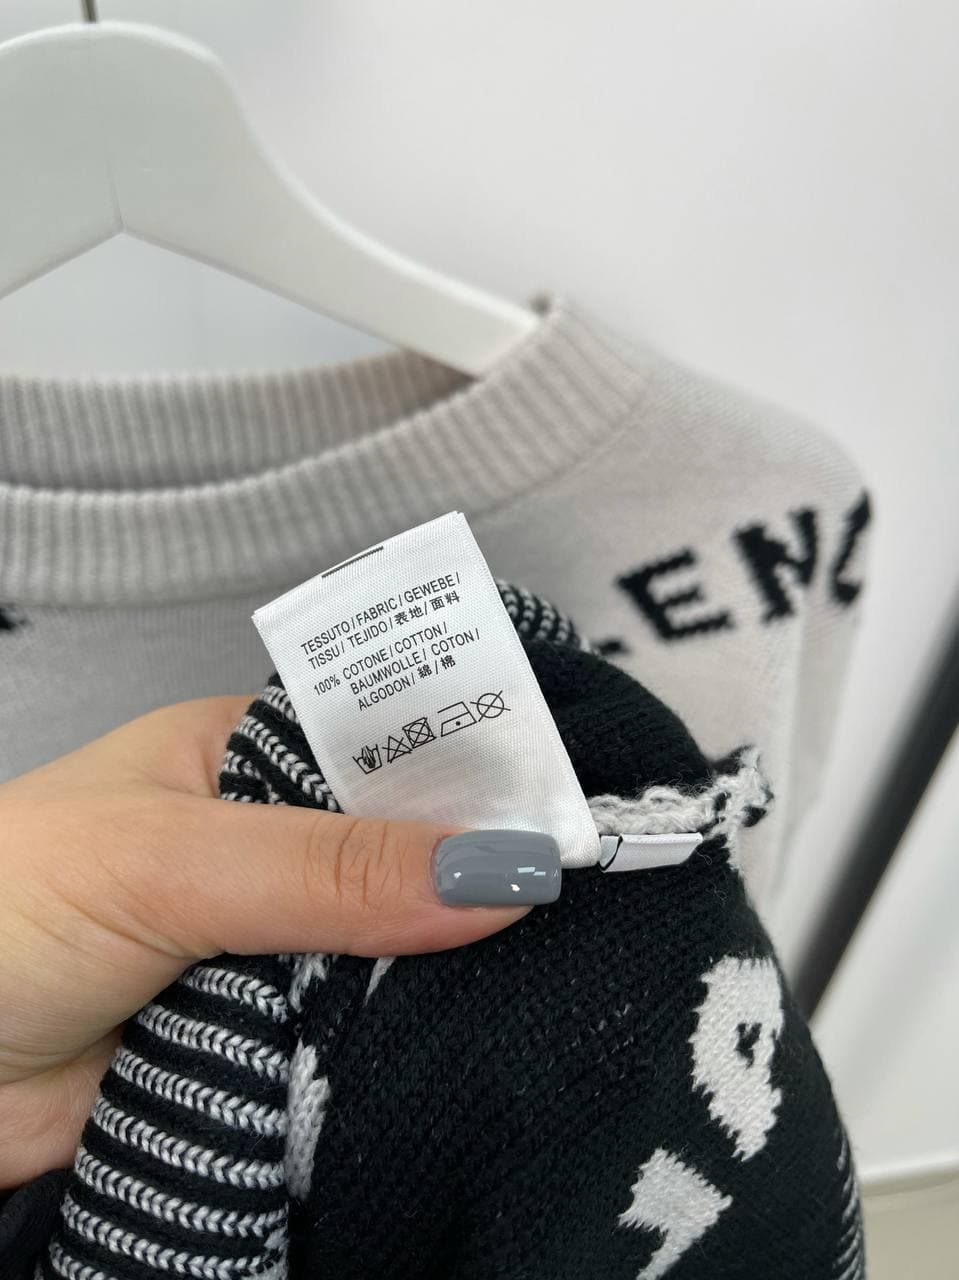 TESSUTO / FABRIC / GEWEBE /
TISSU / TEJIDO / 表地 / 面料
100% COTONE / COTTON /
BAUMWOLLE / COTON /
ALGODON / 綿 / 棉
LENC